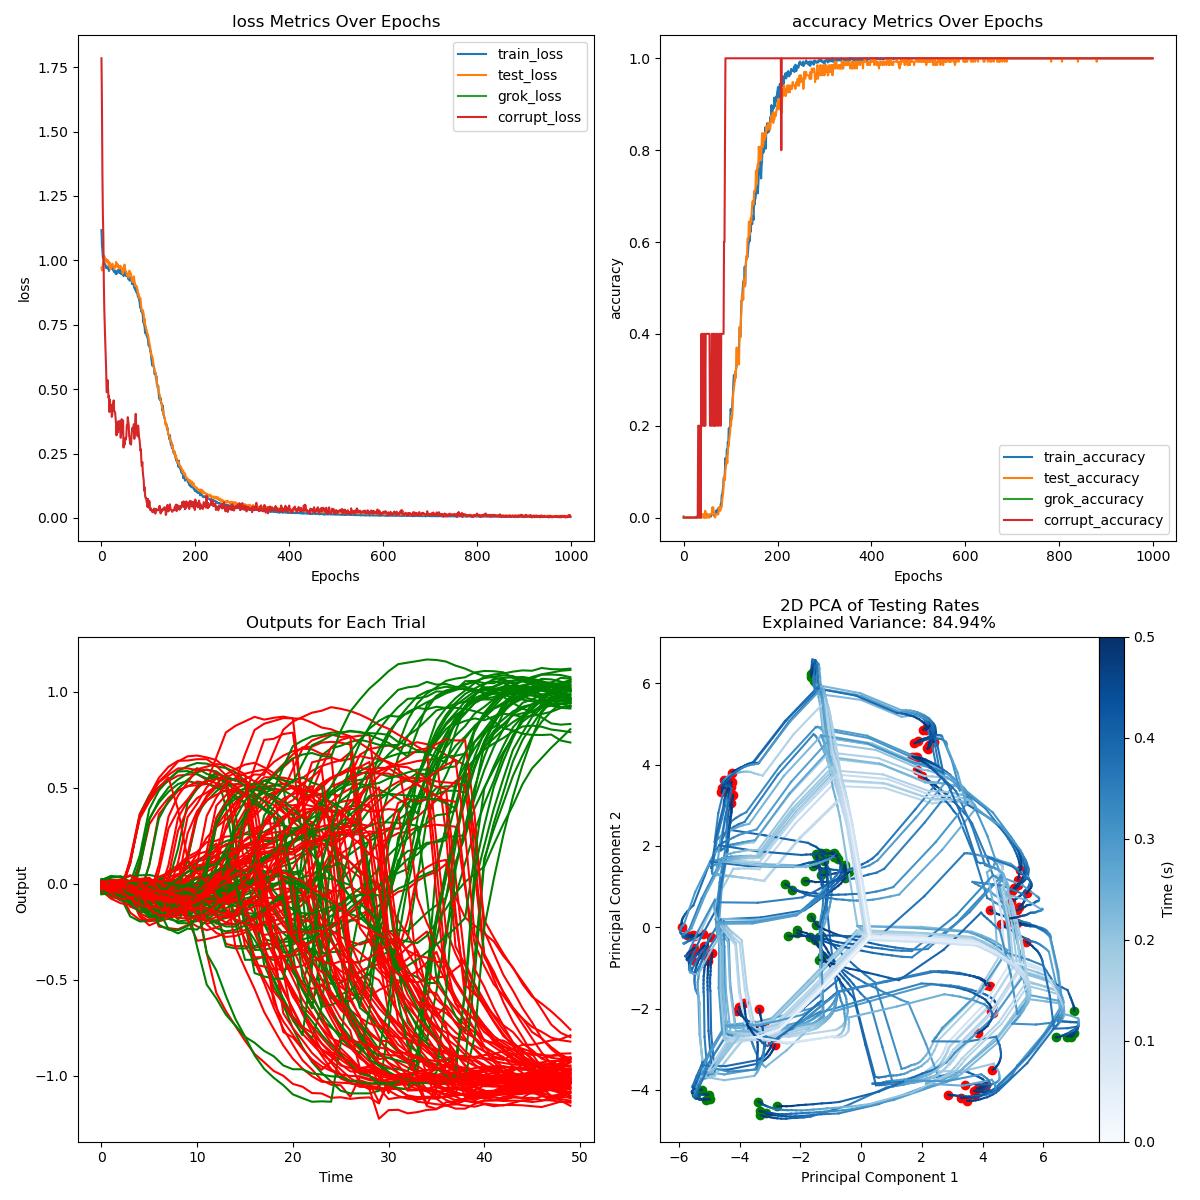 loss Metrics Over Epochs
1.75
1.50
1.25
1.00
0.75
0.50
0.25
0.00
loss
0
200
400
600
800
1000
Epochs
train_loss
test_loss
grok_loss
corrupt_loss
accuracy Metrics Over Epochs
1.0
0.8
0.6
0.4
0.2
0.0
accuracy
0
200
400
600
800
1000
Epochs
train_accuracy
test_accuracy
grok_accuracy
corrupt_accuracy
Outputs for Each Trial
1.0
0.5
0.0
−0.5
−1.0
Output
0
10
20
30
40
50
Time
2D PCA of Testing Rates
Explained Variance: 84.94%
6
4
2
0
−2
−4
Principal Component 2
−6
−4
−2
0
2
4
6
Principal Component 1
0.5
0.4
0.3
0.2
0.1
0.0
Time (s)